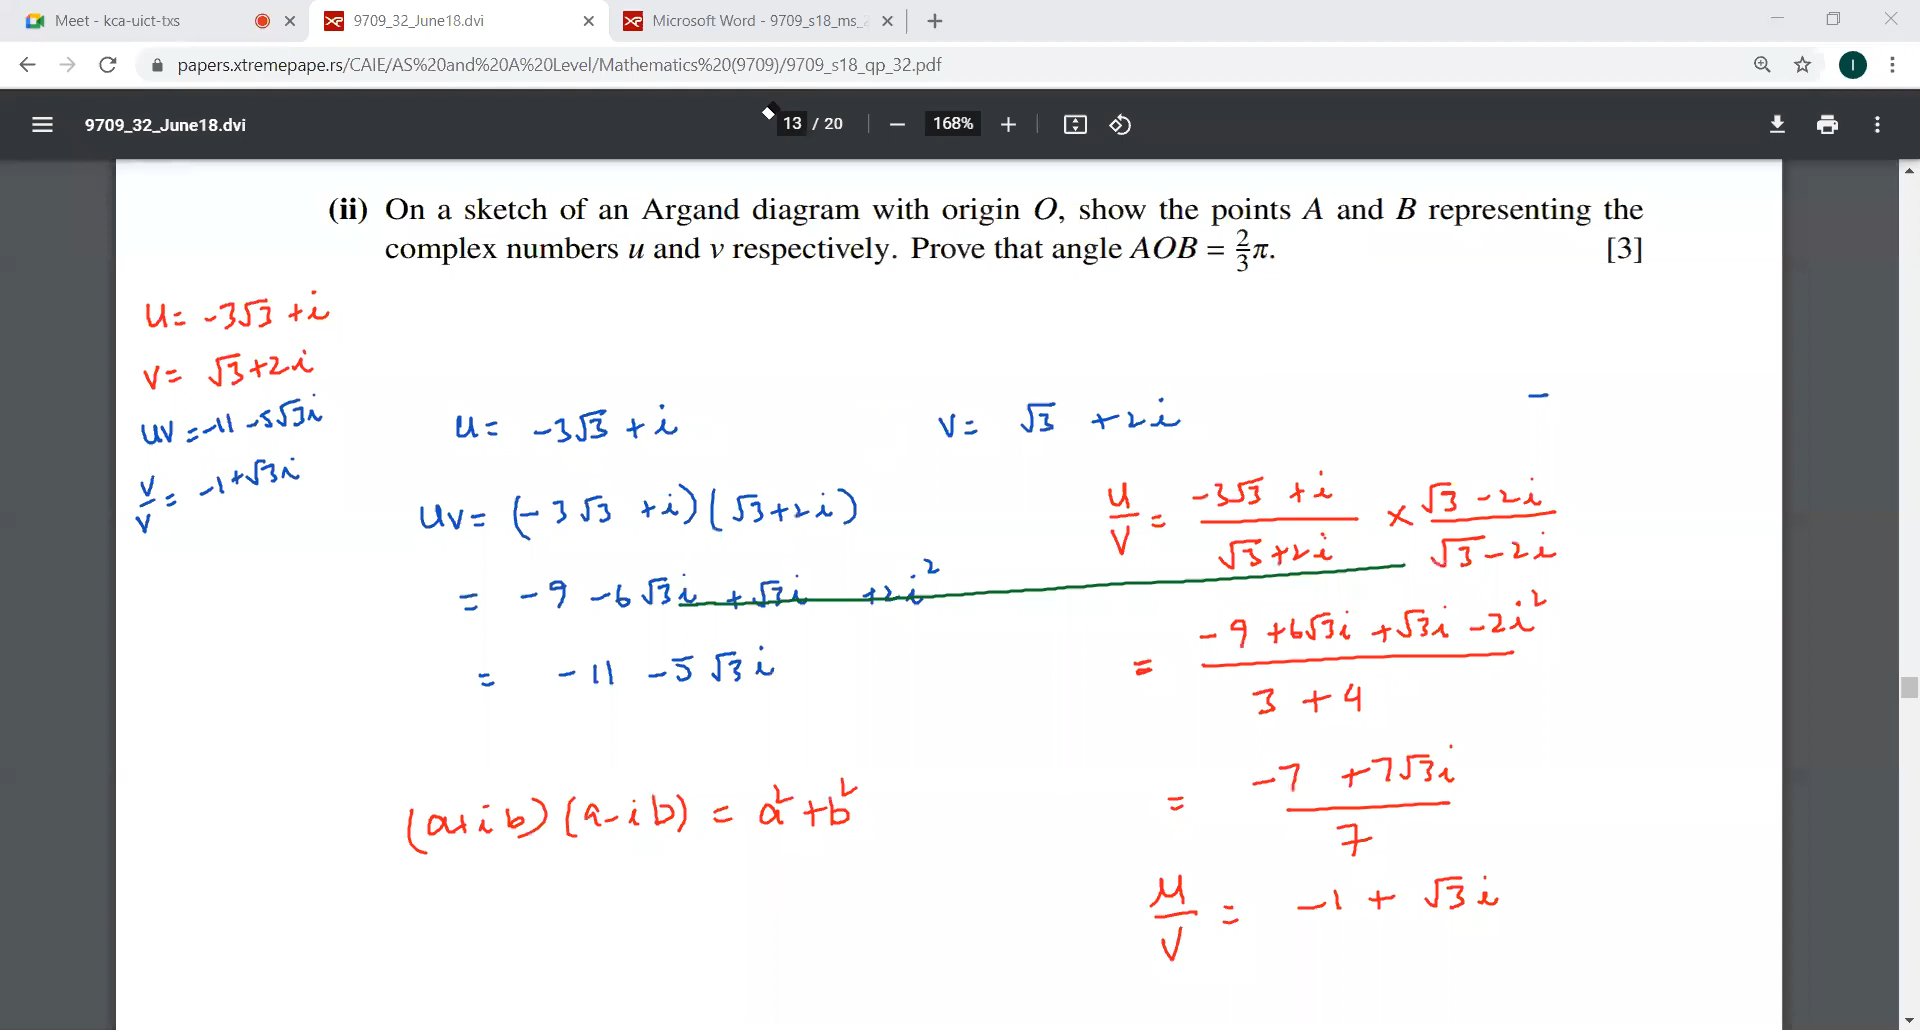 Meet - kca-uict-txs
9709_32_June18.dvi
Microsoft Word - 9709_s18_ms_
papers.xtremepape.rs/CAIE/AS%20and%20A%20Level/Mathematics%20(9709)/9709_s18_qp_32.pdf
I
9709_32_June18.dvi
13 / 20
168%
(ii) On a sketch of an Argand diagram with origin O, show the points A and B representing the
complex numbers u and v respectively. Prove that angle AOB = 2/3 π. [3]
u = -3√3 + i
v = √3 + 2i
uv = -11 -5√3i
v/v = -1+√3i
u = -3√3 + i
v = √3 + 2i
uv = (-3√3 + i)(√3+2i)
= -9 -6√3i +√3i +2i²
= -11 -5√3i
(a+ib)(a-ib) = a²+b²
u/v = (-3√3 + i)/(√3+2i) × (√3-2i)/(√3-2i)
= (-9 +6√3i +√3i -2i²)/(3 + 4)
= (-7 +7√3i)/7
u/v = -1 + √3i